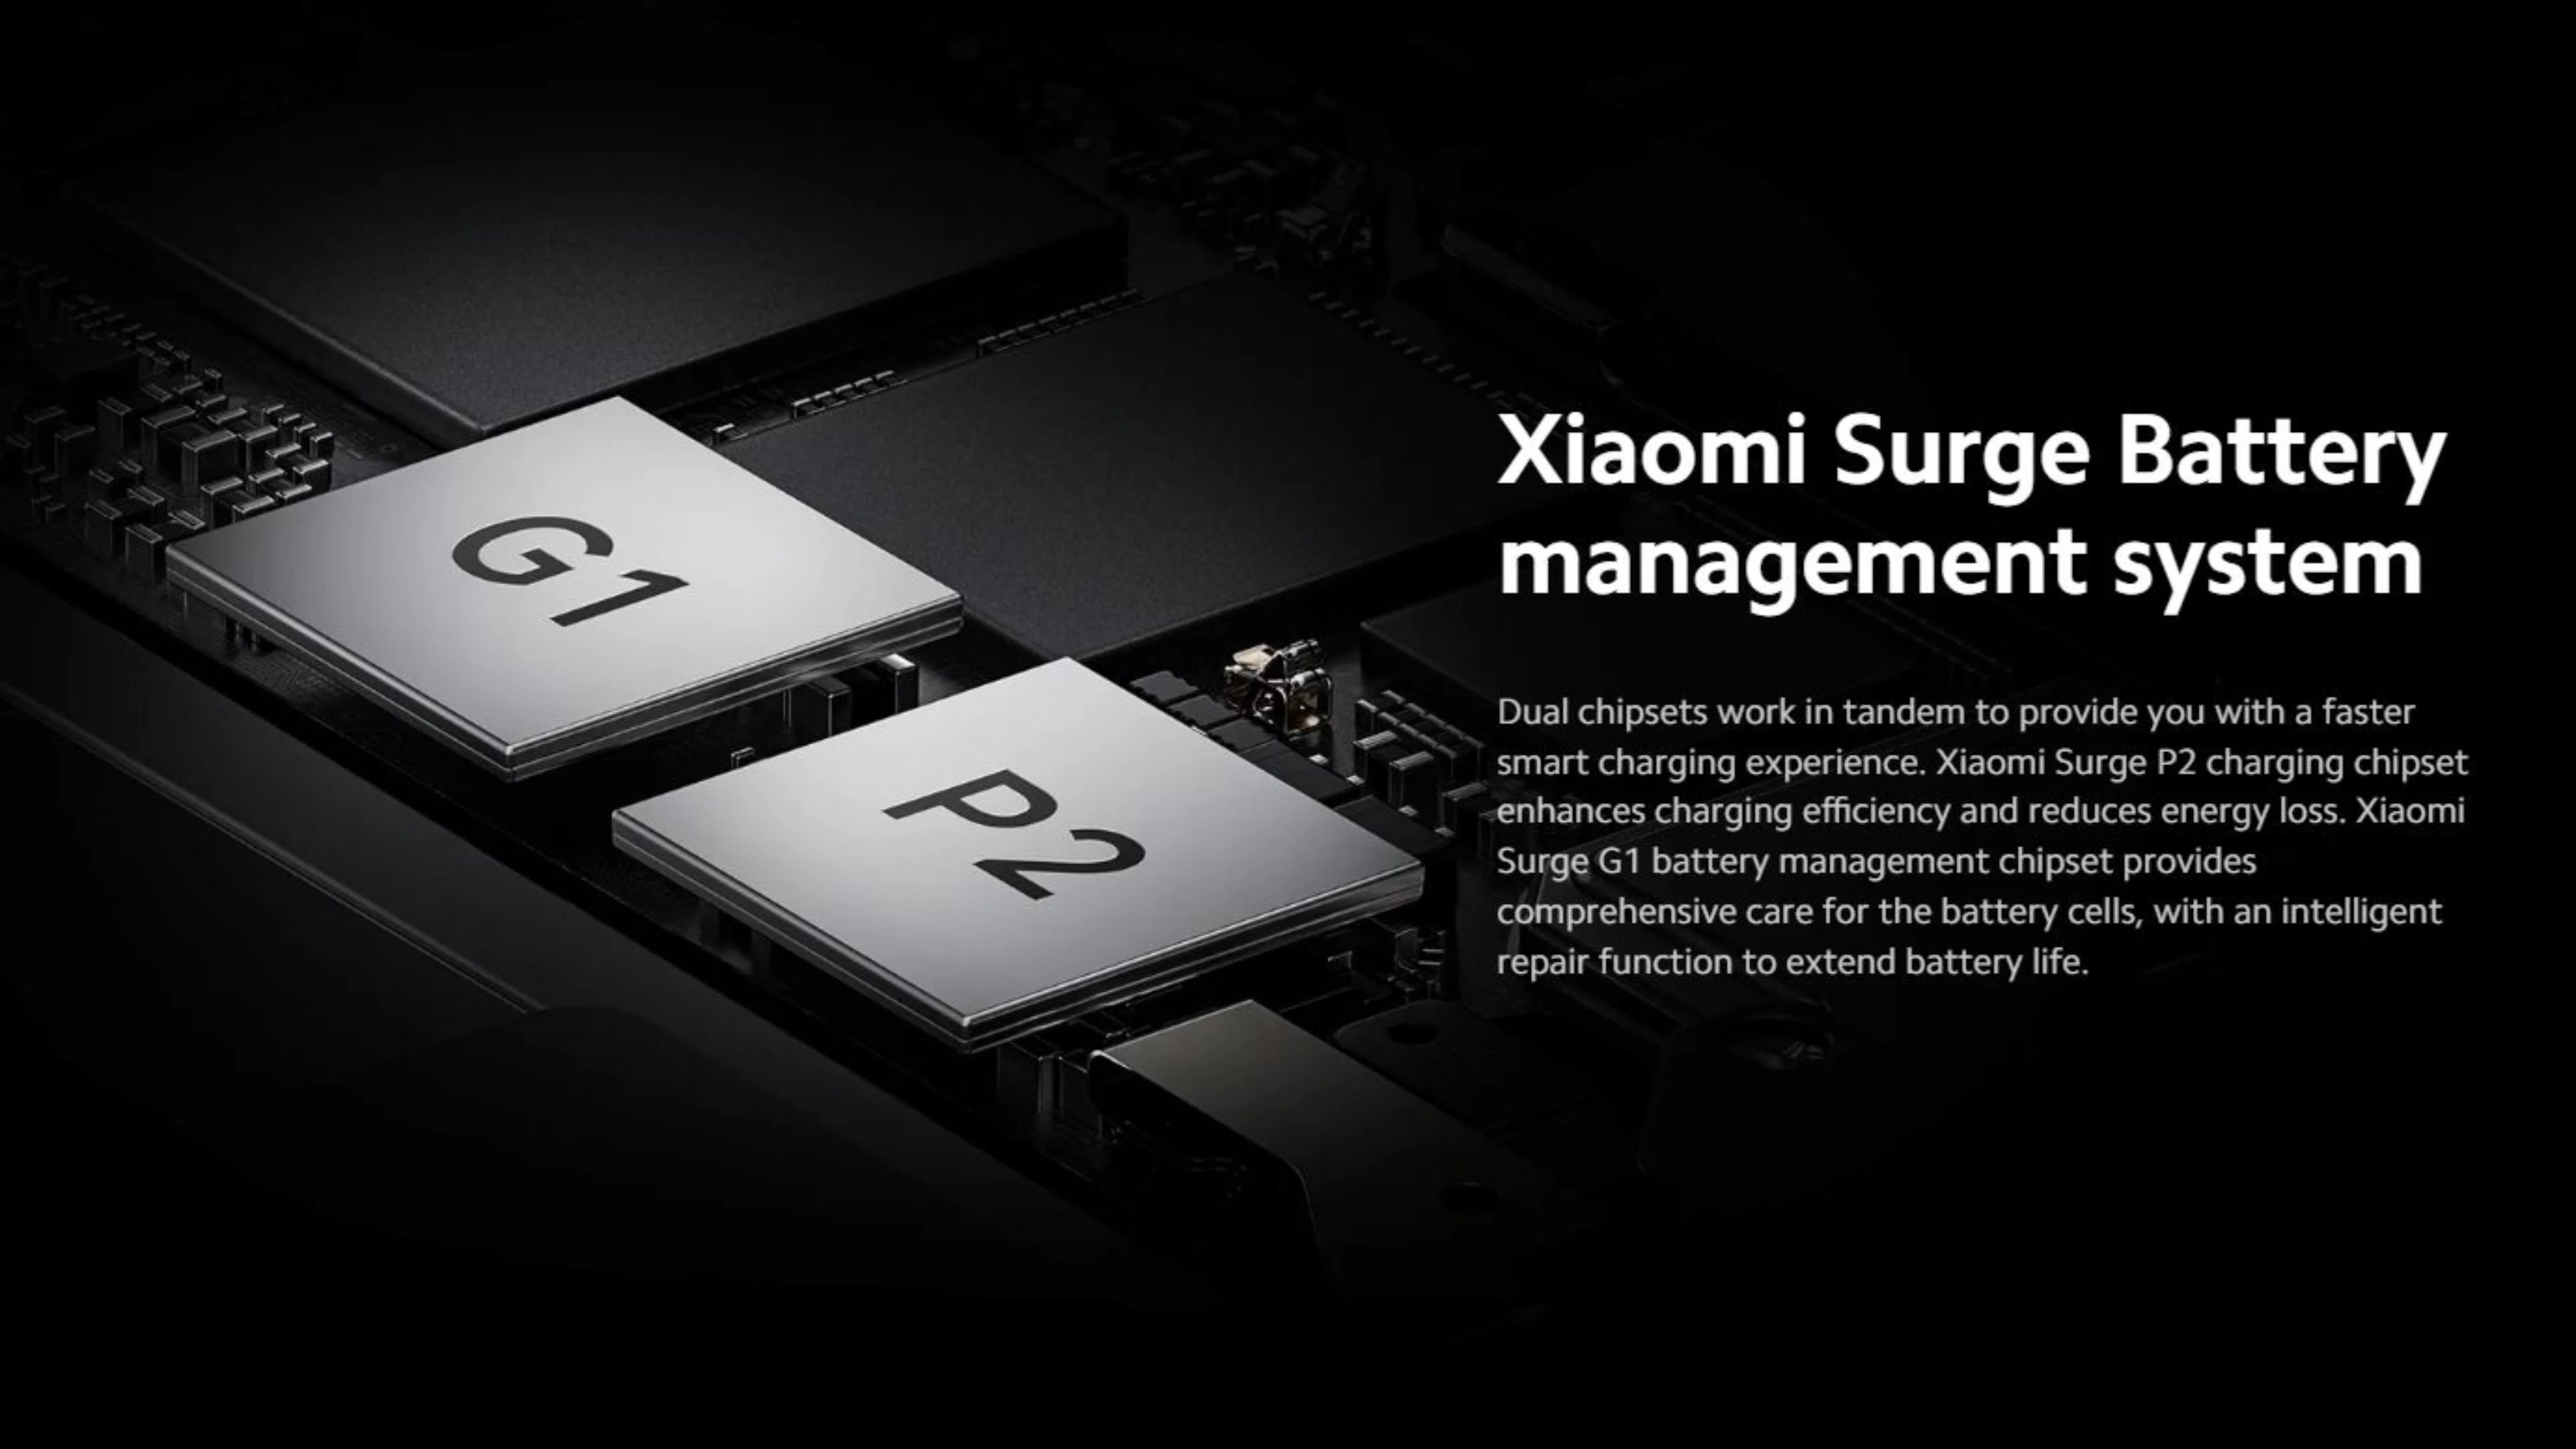 G1
P2
Xiaomi Surge Battery
management system
Dual chipsets work in tandem to provide you with a faster
smart charging experience. Xiaomi Surge P2 charging chipset
enhances charging efficiency and reduces energy loss. Xiaomi
Surge G1 battery management chipset provides
comprehensive care for the battery cells, with an intelligent
repair function to extend battery life.